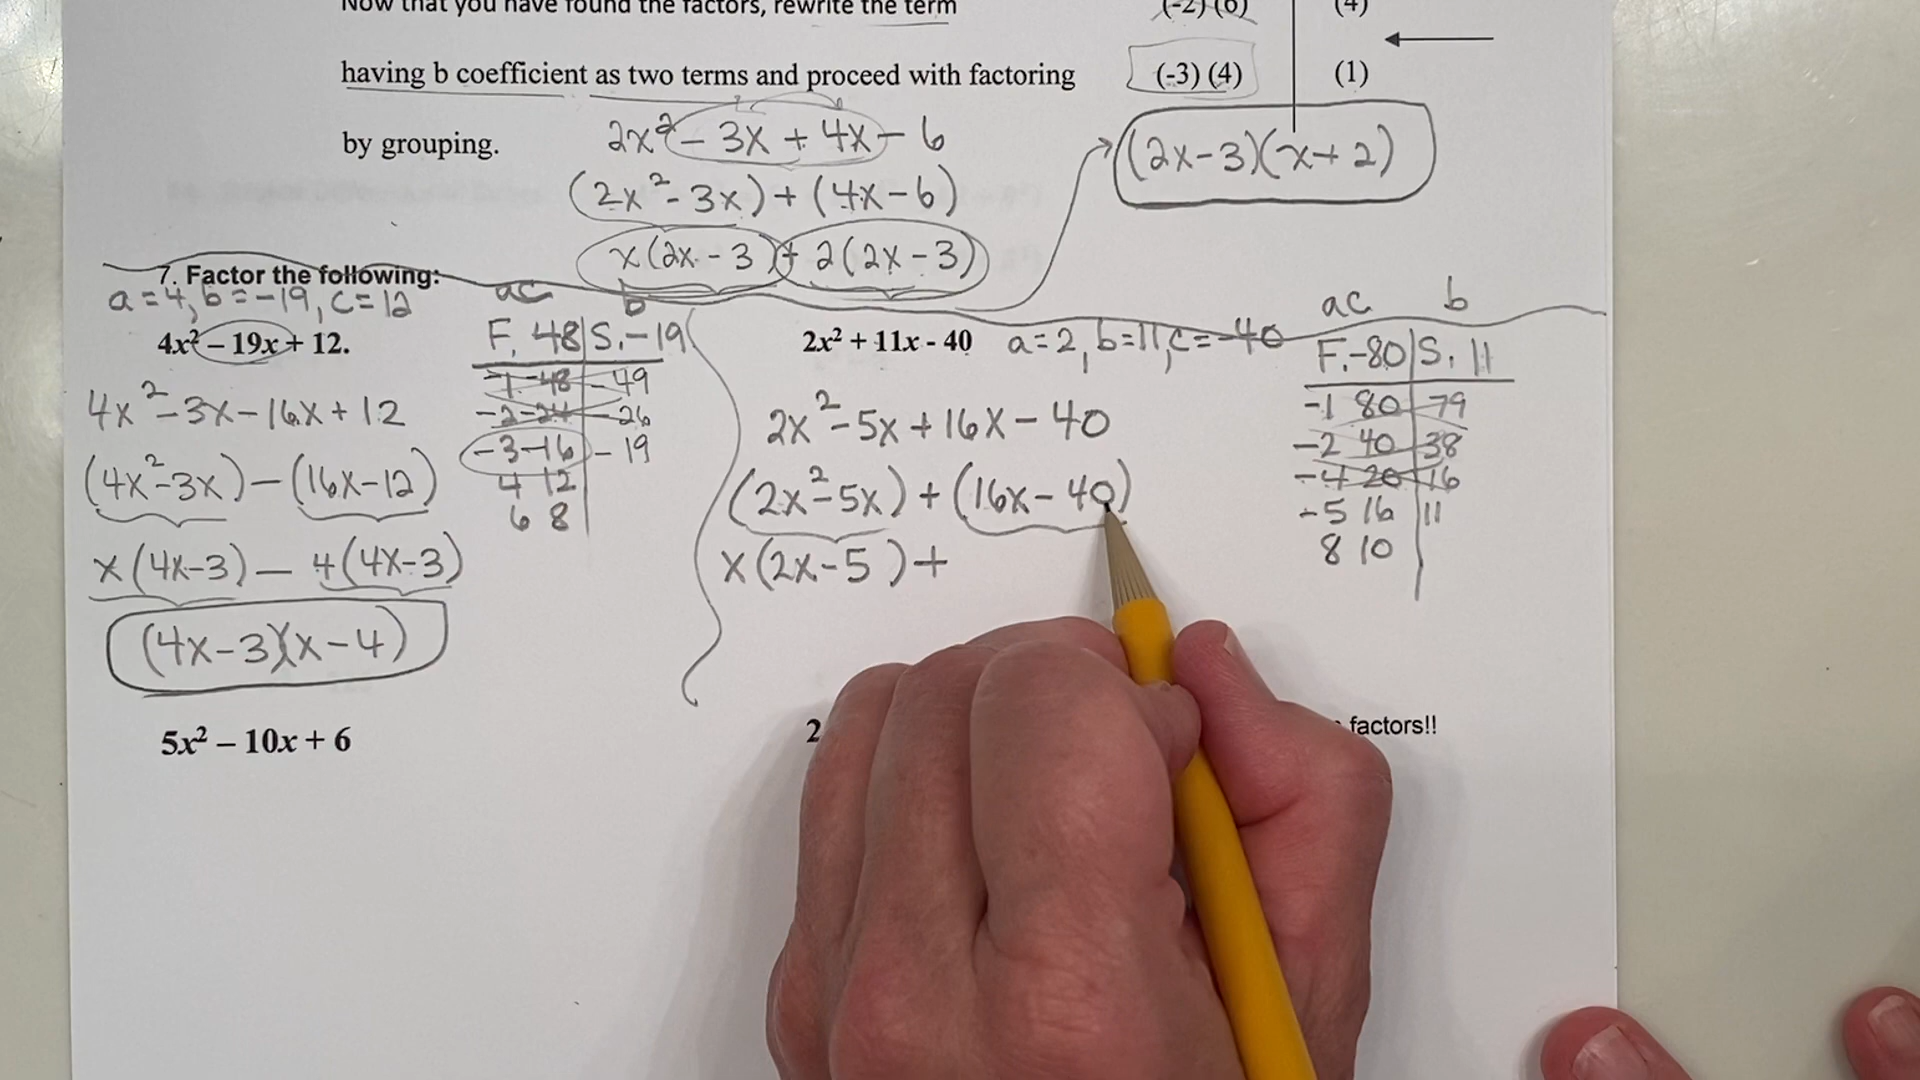 Now that you have found the factors, rewrite the term
(-2) (6) (4)
having b coefficient as two terms and proceed with factoring
(-3) (4) (1)
by grouping.
2x² - 3x + 4x - 6
(2x² - 3x) + (4x - 6)
x(2x - 3) + 2(2x - 3)
(2x - 3)(x + 2)
7. Factor the following:
a = 4, b = -19, c = 12
4x² – 19x + 12.
ac b
F. 48 S. -19
-1 -48 -49
-2 -24 -26
-3 -16 -19
4 12
6 8
4x² - 3x - 16x + 12
(4x² - 3x) - (16x - 12)
x(4x - 3) - 4(4x - 3)
(4x - 3)(x - 4)
2x² + 11x - 40
a = 2, b = 11, c = -40
ac b
F. -80 S. 11
-1 80 79
-2 40 38
-4 20 16
-5 16 11
8 10
2x² - 5x + 16x - 40
(2x² - 5x) + (16x - 40)
x(2x - 5) +
5x² – 10x + 6
2
factors!!